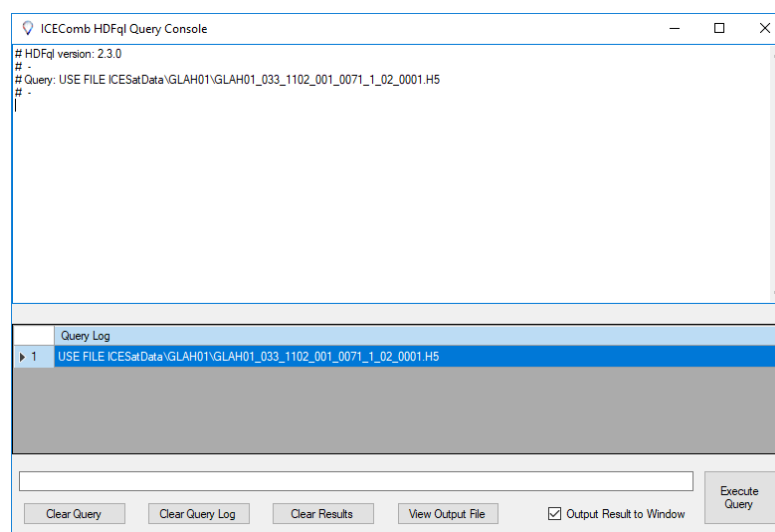 ICEComb HDFql Query Console
# HDFql version: 2.3.0
# -
# Query: USE FILE ICESatData\GLAH01\GLAH01_033_1102_001_0071_1_02_0001.H5
# -
Query Log
1 USE FILE ICESatData\GLAH01\GLAH01_033_1102_001_0071_1_02_0001.H5
Execute
Query
Clear Query Clear Query Log Clear Results View Output File Output Result to Window